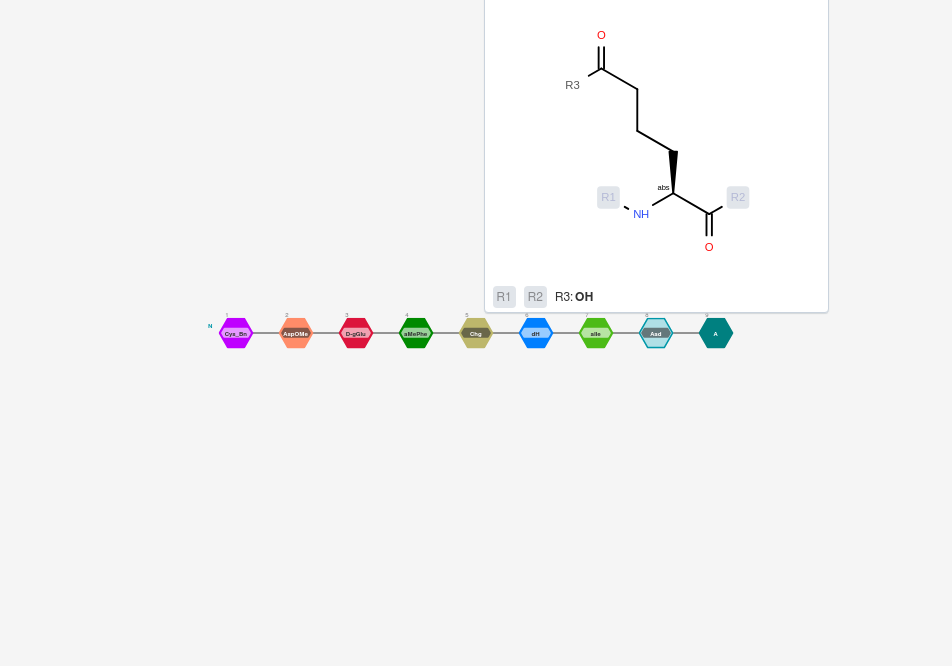 O
R3
abs
R1
NH
R2
O
R1 R2 R3: OH
1 2 3 4 5 6 7 8 9
N Cys_Bn AspOMe D-gGlu aMePhe Chg dH aIle Aad A